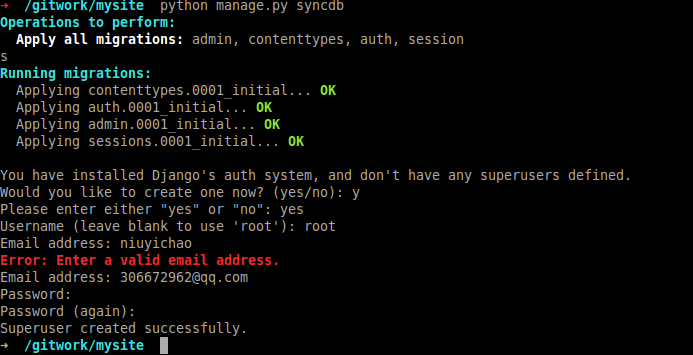 ➜  /gitwork/mysite  python manage.py syncdb
Operations to perform:
  Apply all migrations: admin, contenttypes, auth, session
s
Running migrations:
  Applying contenttypes.0001_initial... OK
  Applying auth.0001_initial... OK
  Applying admin.0001_initial... OK
  Applying sessions.0001_initial... OK

You have installed Django's auth system, and don't have any superusers defined.
Would you like to create one now? (yes/no): y
Please enter either "yes" or "no": yes
Username (leave blank to use 'root'): root
Email address: niuyichao
Error: Enter a valid email address.
Email address: 306672962@qq.com
Password:
Password (again):
Superuser created successfully.
➜  /gitwork/mysite